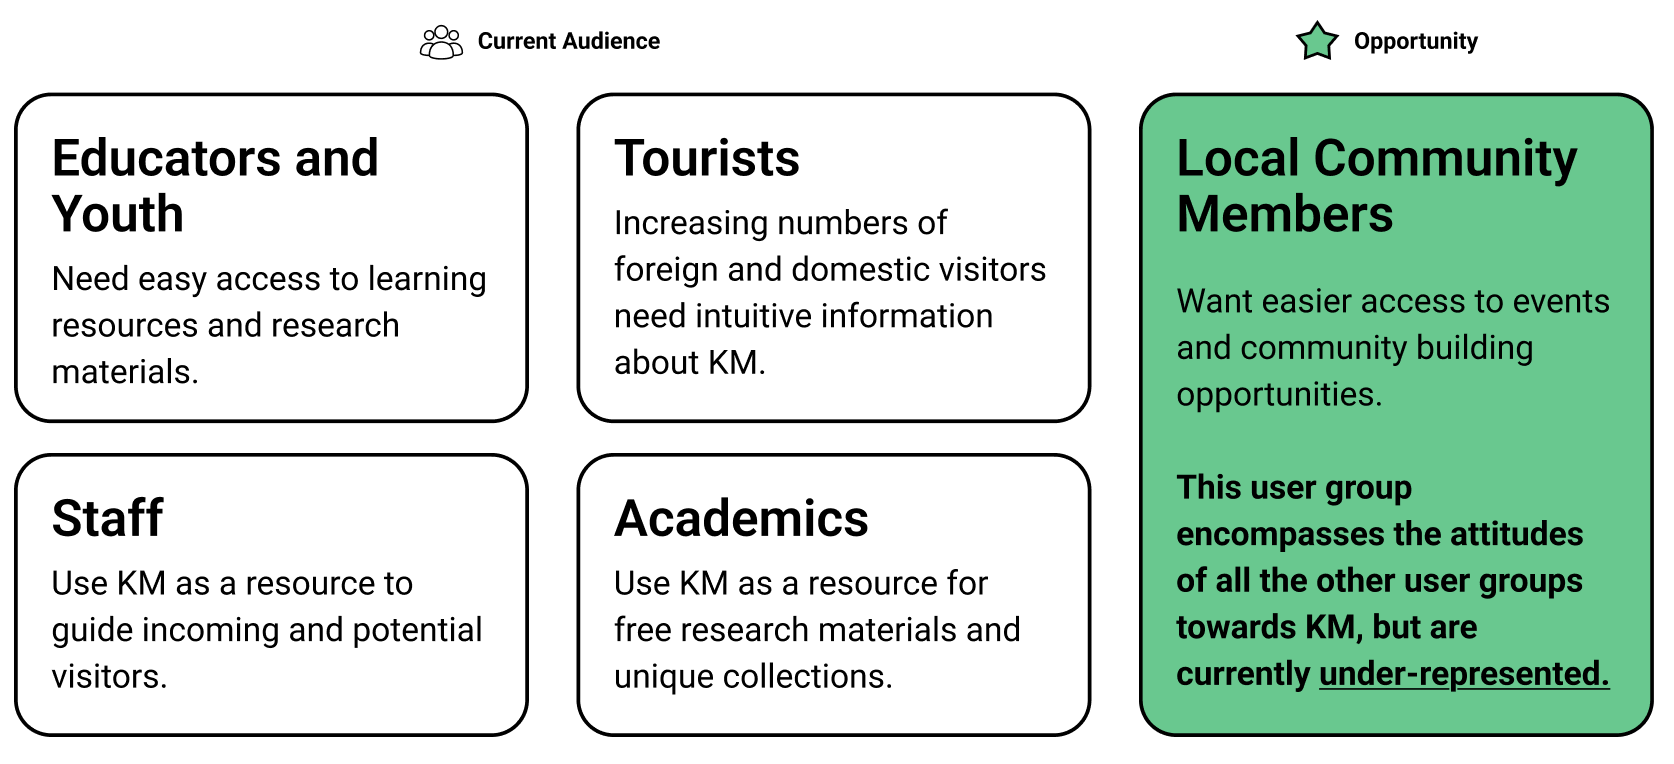 Current Audience
Opportunity
Educators and
Youth
Need easy access to learning
resources and research
materials.
Tourists
Increasing numbers of
foreign and domestic visitors
need intuitive information
about KM.
Staff
Use KM as a resource to
guide incoming and potential
visitors.
Academics
Use KM as a resource for
free research materials and
unique collections.
Local Community
Members
Want easier access to events
and community building
opportunities.
This user group
encompasses the attitudes
of all the other user groups
towards KM, but are
currently under-represented.